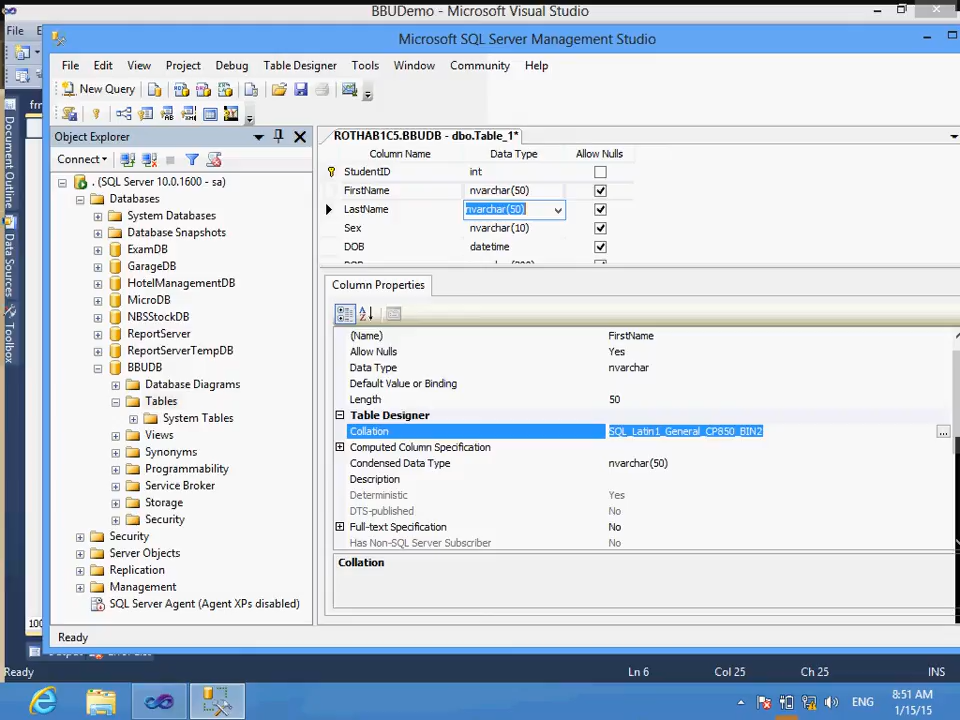 BBUDemo - Microsoft Visual Studio
File
Microsoft SQL Server Management Studio
File Edit View Project Debug Table Designer Tools Window Community Help
New Query
Object Explorer
Connect
. (SQL Server 10.0.1600 - sa)
Databases
System Databases
Database Snapshots
ExamDB
GarageDB
HotelManagementDB
MicroDB
NBSStockDB
ReportServer
ReportServerTempDB
BBUDB
Database Diagrams
Tables
System Tables
Views
Synonyms
Programmability
Service Broker
Storage
Security
Security
Server Objects
Replication
Management
SQL Server Agent (Agent XPs disabled)
ROTHAB1C5.BBUDB - dbo.Table_1*
Column Name Data Type Allow Nulls
StudentID int
FirstName nvarchar(50)
LastName nvarchar(50)
Sex nvarchar(10)
DOB datetime
Column Properties
(Name) FirstName
Allow Nulls Yes
Data Type nvarchar
Default Value or Binding
Length 50
Table Designer
Collation SQL_Latin1_General_CP850_BIN2
Computed Column Specification
Condensed Data Type nvarchar(50)
Description
Deterministic Yes
DTS-published No
Full-text Specification No
Has Non-SQL Server Subscriber No
Collation
Ready
Document Outline
Data Sources
Toolbox
Ready Ln 6 Col 25 Ch 25 INS
ENG
8:51 AM
1/15/15